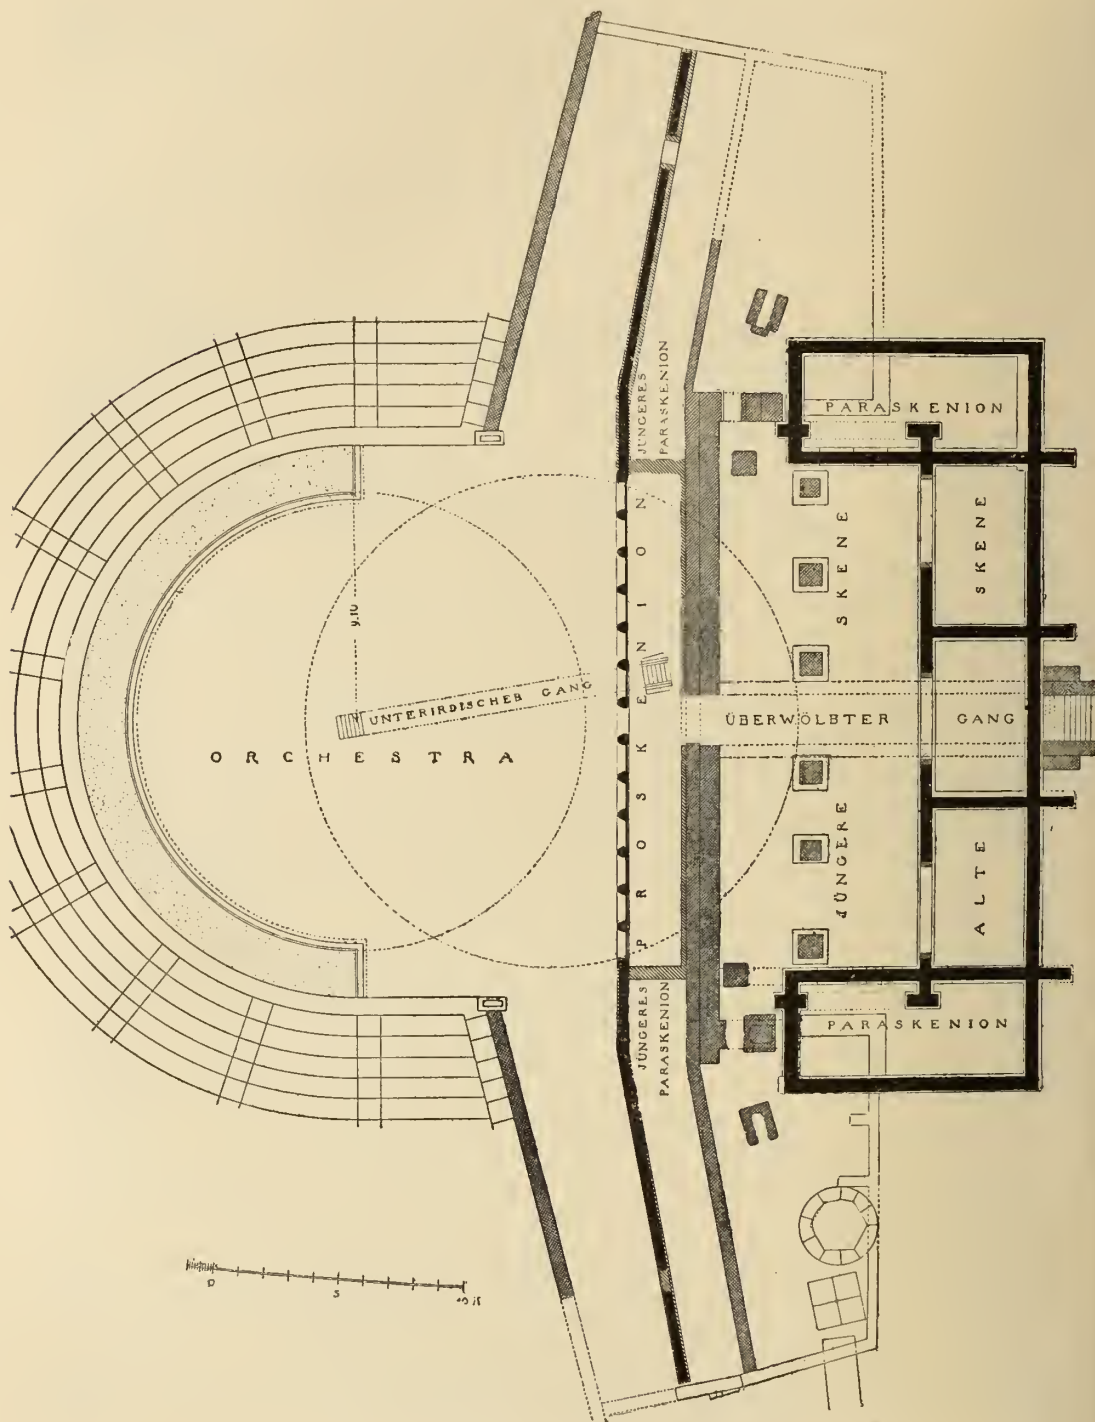 ORCHESTRA
9.10
UNTERIRDISCHER GANG
PROSKENION
JÜNGERES
PARASKENION
JÜNGERES
PARASKENION
ÜBERWÖLBTER GANG
JÜNGERE SKENE
PARASKENION
PARASKENION
ALTE SKENE
0
5